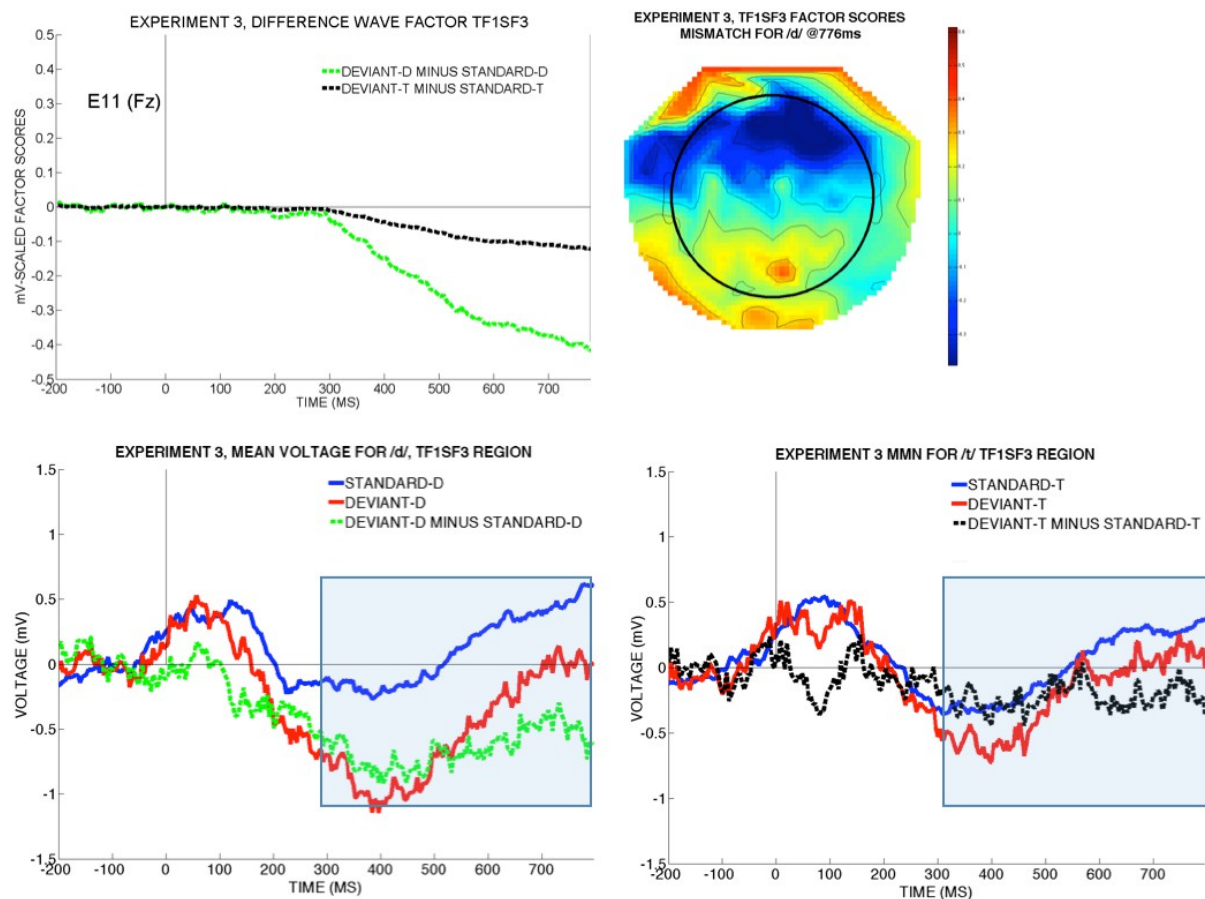 EXPERIMENT 3, DIFFERENCE WAVE FACTOR TF1SF3
0.5
0.4
0.3
0.2
0.1
0
-0.1
-0.2
-0.3
-0.4
-0.5
mV-SCALED FACTOR SCORES
DEVIANT-D MINUS STANDARD-D
DEVIANT-T MINUS STANDARD-T
E11 (Fz)
-200 -100 0 100 200 300 400 500 600 700
TIME (MS)
EXPERIMENT 3, TF1SF3 FACTOR SCORES
MISMATCH FOR /d/ @776ms
EXPERIMENT 3, MEAN VOLTAGE FOR /d/, TF1SF3 REGION
1.5
1
0.5
0
-0.5
-1
-1.5
VOLTAGE (mV)
STANDARD-D
DEVIANT-D
DEVIANT-D MINUS STANDARD-D
-200 -100 0 100 200 300 400 500 600 700
TIME (MS)
EXPERIMENT 3 MMN FOR /t/ TF1SF3 REGION
1.5
1
0.5
0
-0.5
-1
-1.5
VOLTAGE (mV)
STANDARD-T
DEVIANT-T
DEVIANT-T MINUS STANDARD-T
-200 -100 0 100 200 300 400 500 600 700
TIME (MS)